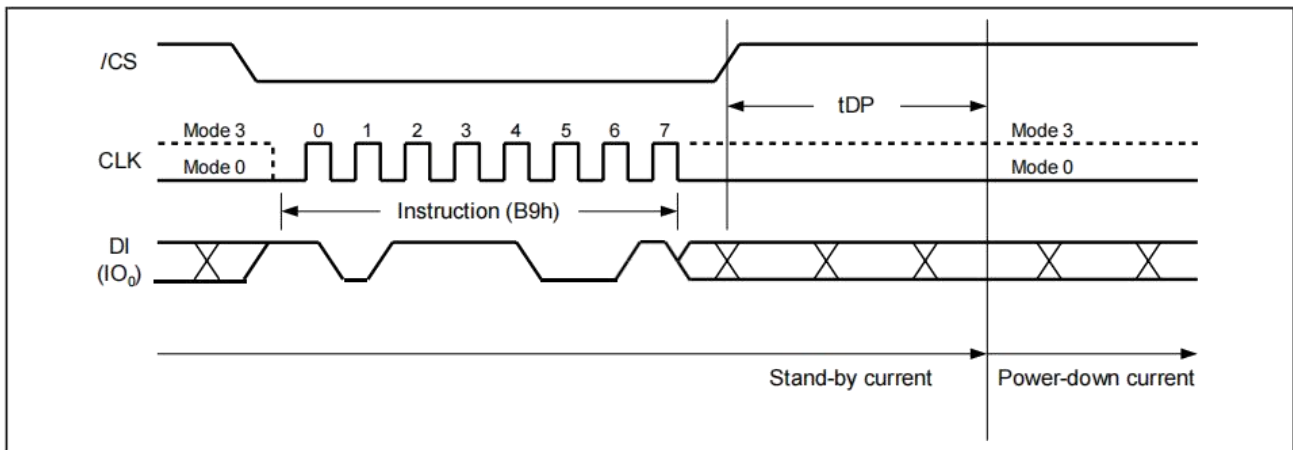 /CS
tDP
Mode 3
0 1 2 3 4 5 6 7
Mode 3
CLK
Mode 0
Mode 0
Instruction (B9h)
DI
(IO₀)
Stand-by current
Power-down current